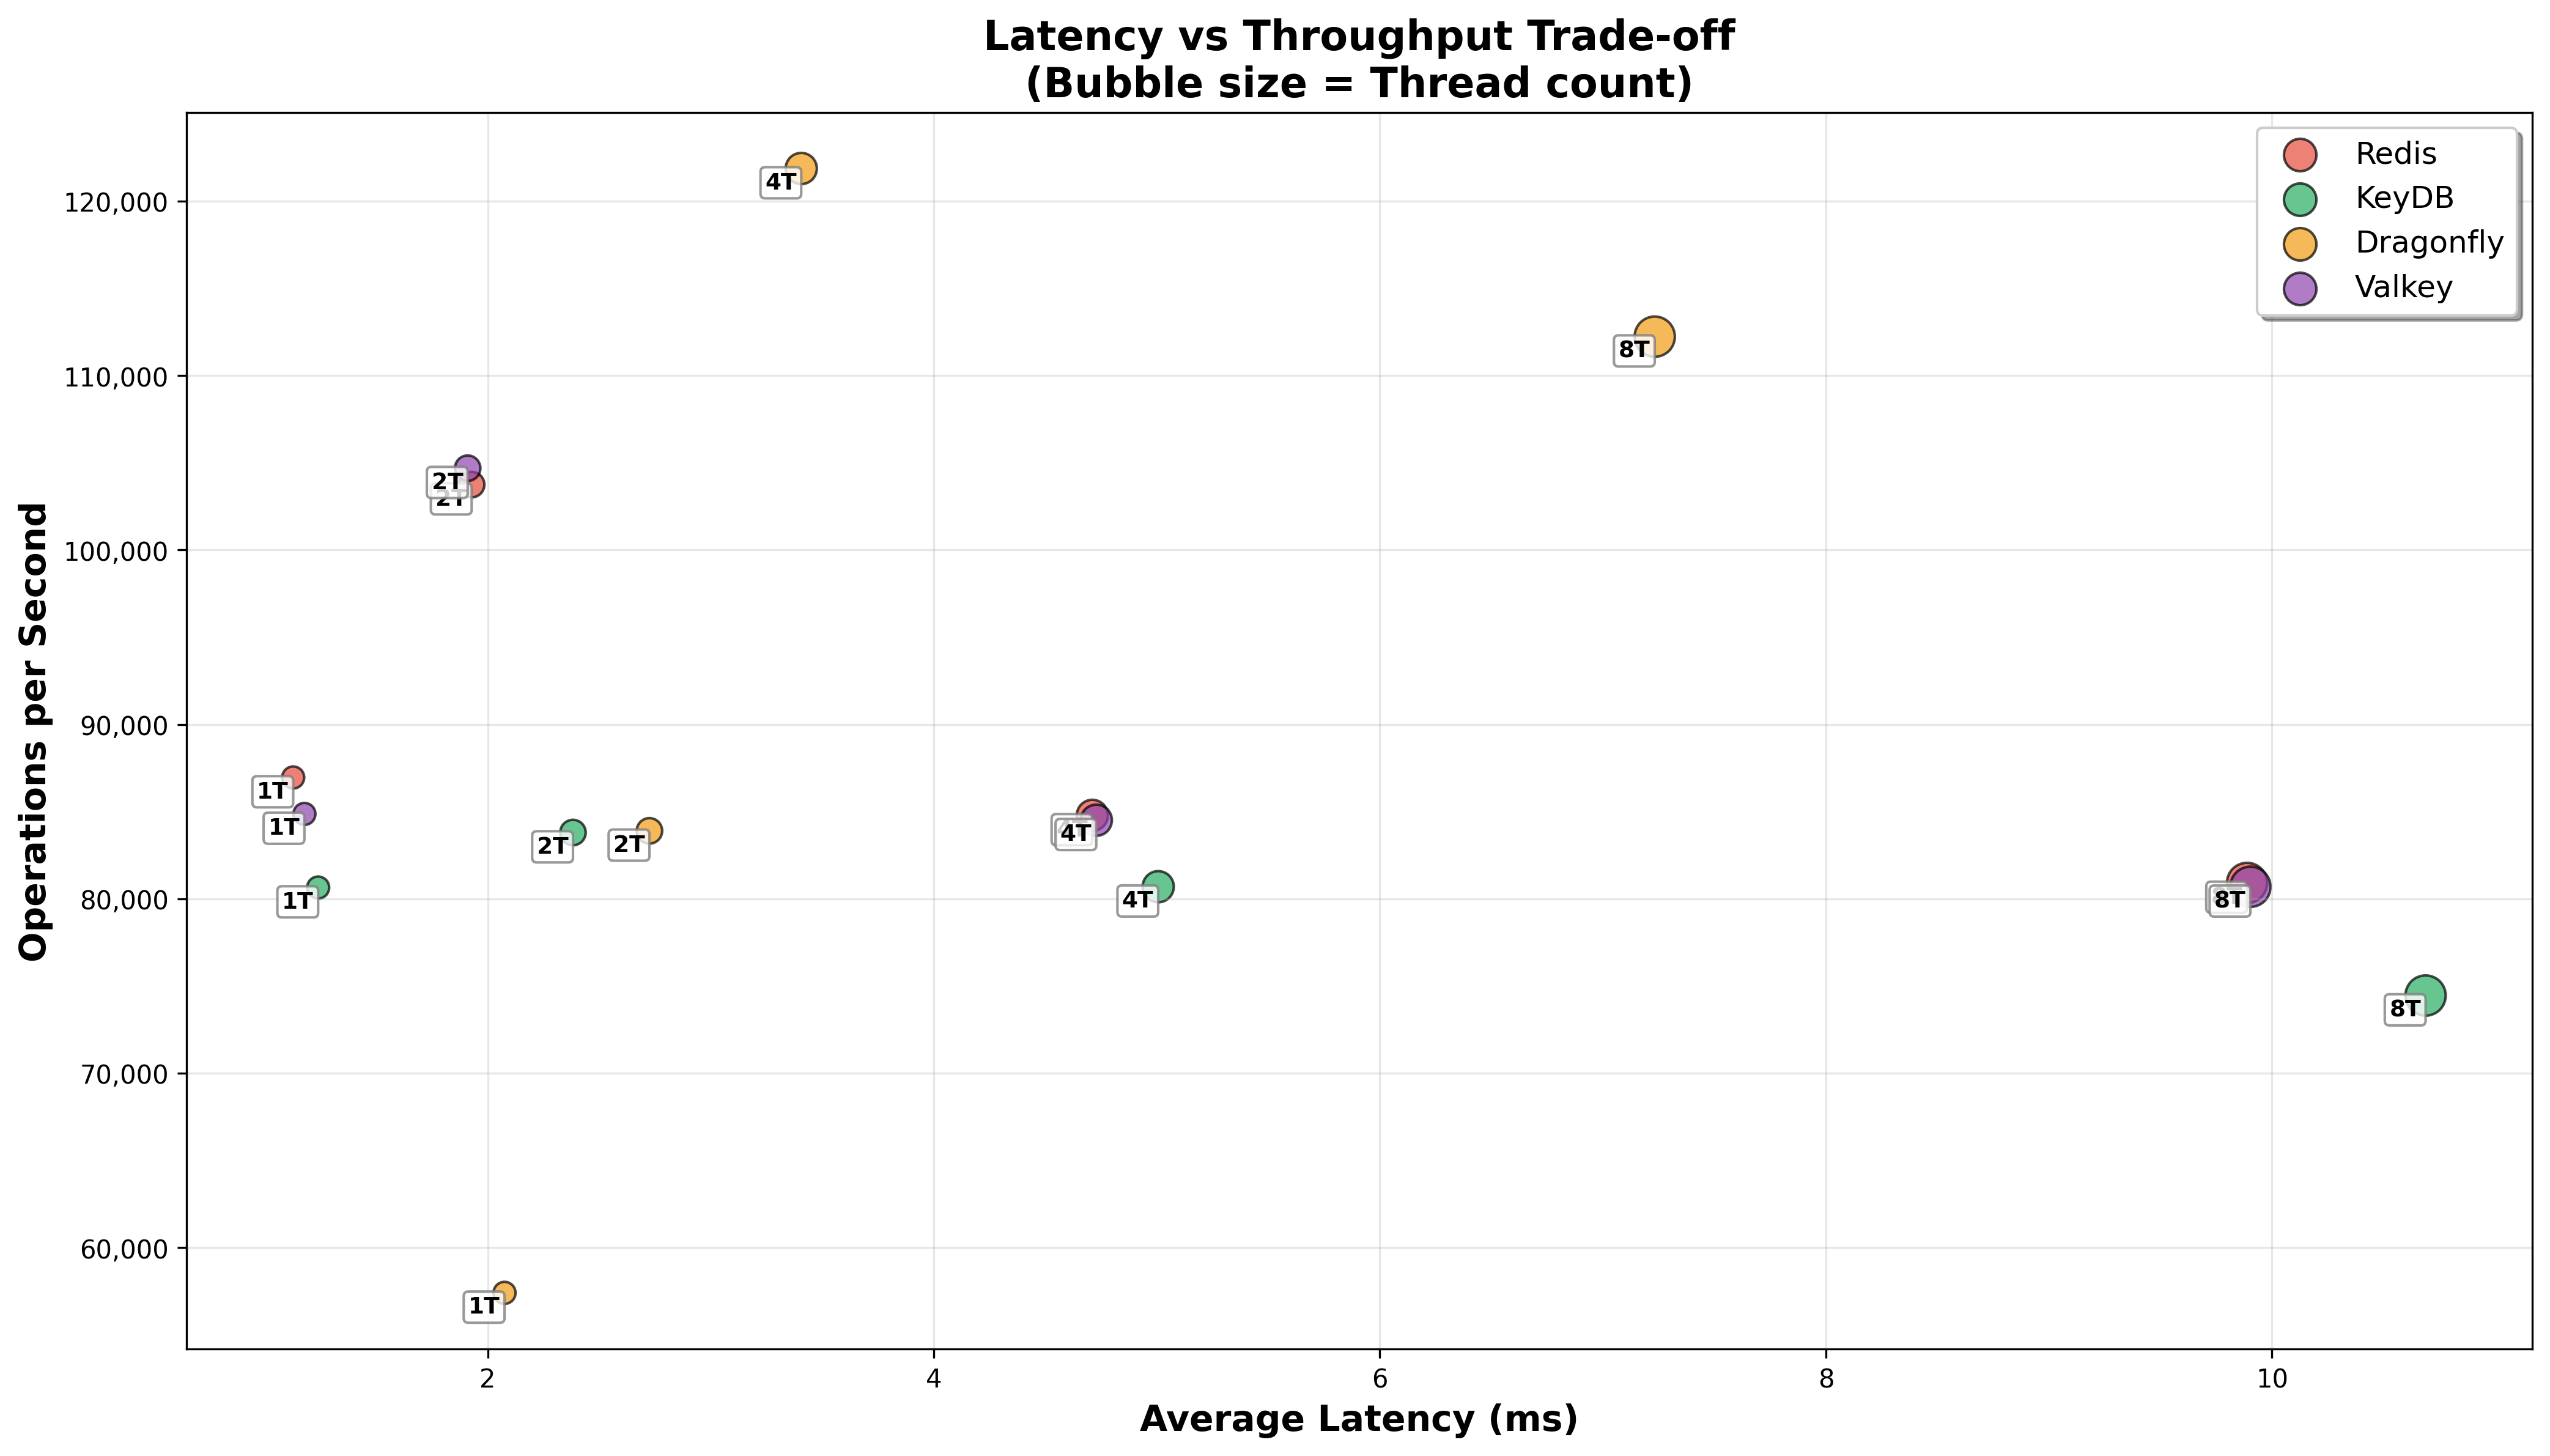 Latency vs Throughput Trade-off
(Bubble size = Thread count)
Redis
KeyDB
Dragonfly
Valkey
Operations per Second
120,000
110,000
100,000
90,000
80,000
70,000
60,000
4T
8T
2T
2T
1T
1T
1T
2T
2T
4T
4T
8T
8T
1T
2
4
6
8
10
Average Latency (ms)